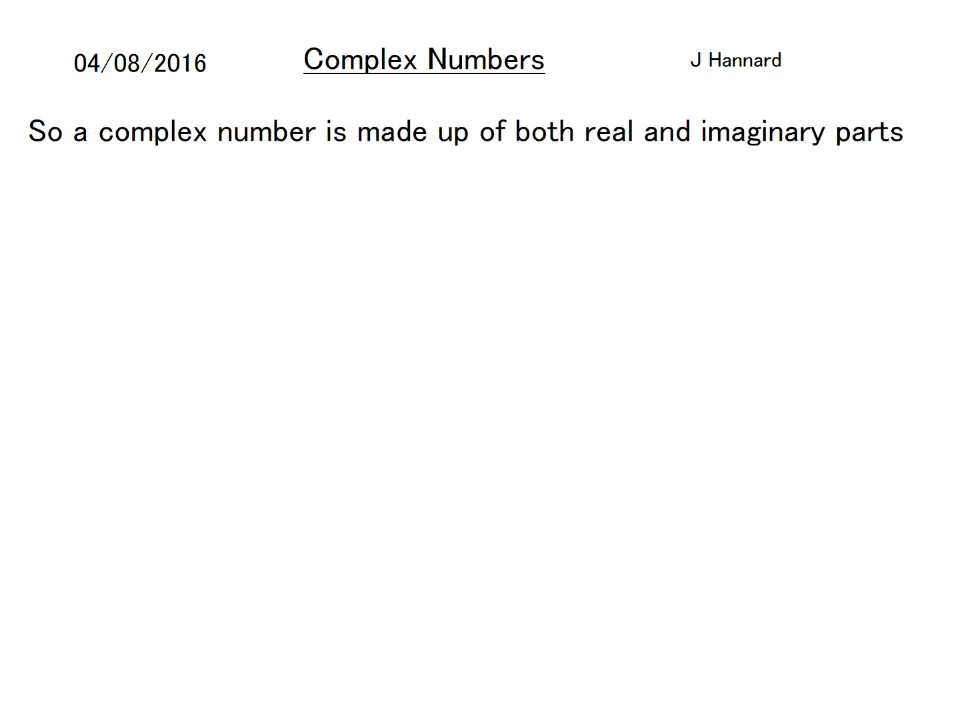 04/08/2016 Complex Numbers J Hannard
So a complex number is made up of both real and imaginary parts